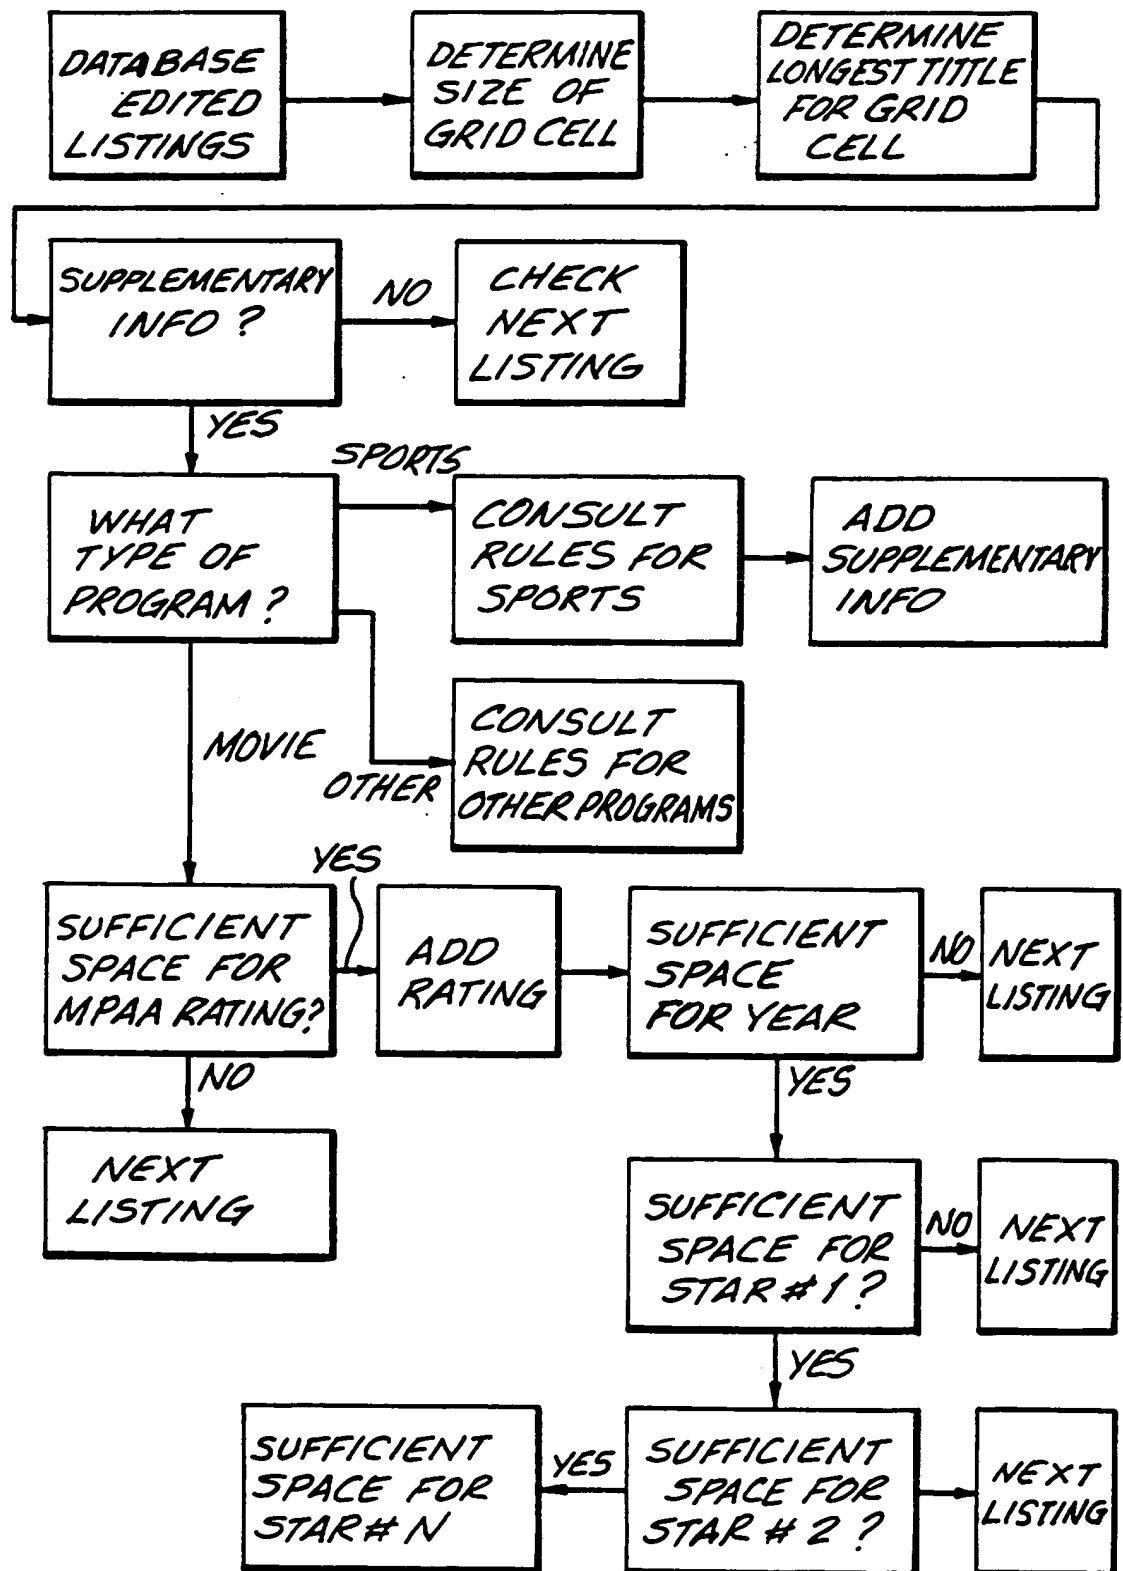 DATABASE
EDITED
LISTINGS
DETERMINE
SIZE OF
GRID CELL
DETERMINE
LONGEST TITTLE
FOR GRID
CELL
SUPPLEMENTARY
INFO ?
NO
CHECK
NEXT
LISTING
YES
SPORTS
WHAT
TYPE OF
PROGRAM ?
CONSULT
RULES FOR
SPORTS
ADD
SUPPLEMENTARY
INFO
MOVIE
OTHER
CONSULT
RULES FOR
OTHER PROGRAMS
YES
SUFFICIENT
SPACE FOR
MPAA RATING?
ADD
RATING
SUFFICIENT
SPACE
FOR YEAR
NO
NEXT
LISTING
NO
YES
NEXT
LISTING
SUFFICIENT
SPACE FOR
STAR # 1 ?
NO
NEXT
LISTING
YES
SUFFICIENT
SPACE FOR
STAR # N
YES
SUFFICIENT
SPACE FOR
STAR # 2 ?
NEXT
LISTING